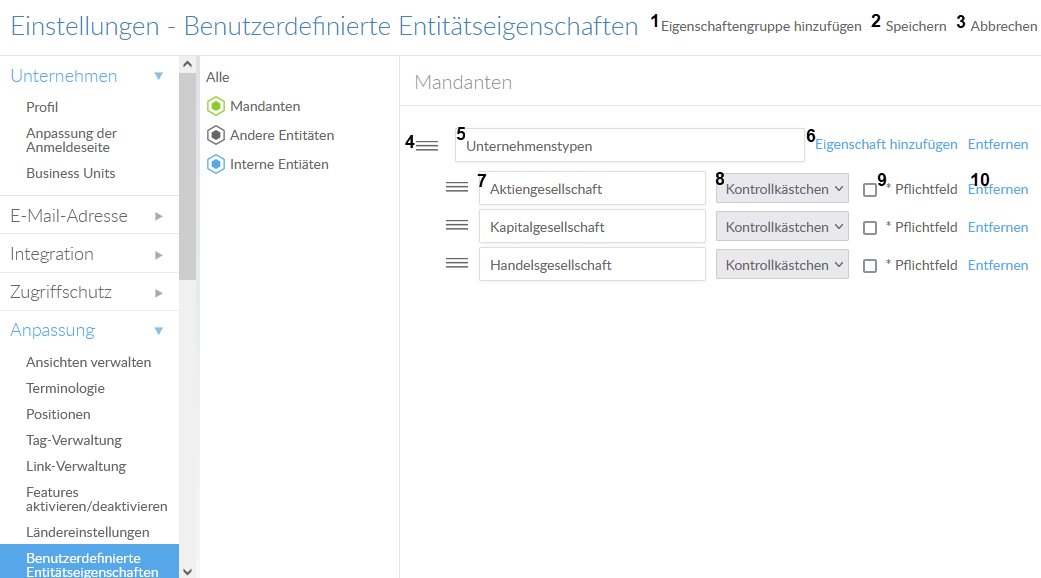 Einstellungen - Benutzerdefinierte Entitätseigenschaften 1 Eigenschaftengruppe hinzufügen 2 Speichern 3 Abbrechen
Unternehmen
Profil
Anpassung der
Anmeldeseite
Business Units
E-Mail-Adresse
Integration
Zugriffschutz
Anpassung
Ansichten verwalten
Terminologie
Positionen
Tag-Verwaltung
Link-Verwaltung
Features
aktivieren/deaktivieren
Ländereinstellungen
Benutzerdefinierte
Entitätseigenschaften
Alle
Mandanten
Andere Entitäten
Interne Entiäten
Mandanten
4 5 Unternehmenstypen 6 Eigenschaft hinzufügen Entfernen
7 Aktiengesellschaft 8 Kontrollkästchen 9 * Pflichtfeld 10 Entfernen
Kapitalgesellschaft Kontrollkästchen * Pflichtfeld Entfernen
Handelsgesellschaft Kontrollkästchen * Pflichtfeld Entfernen